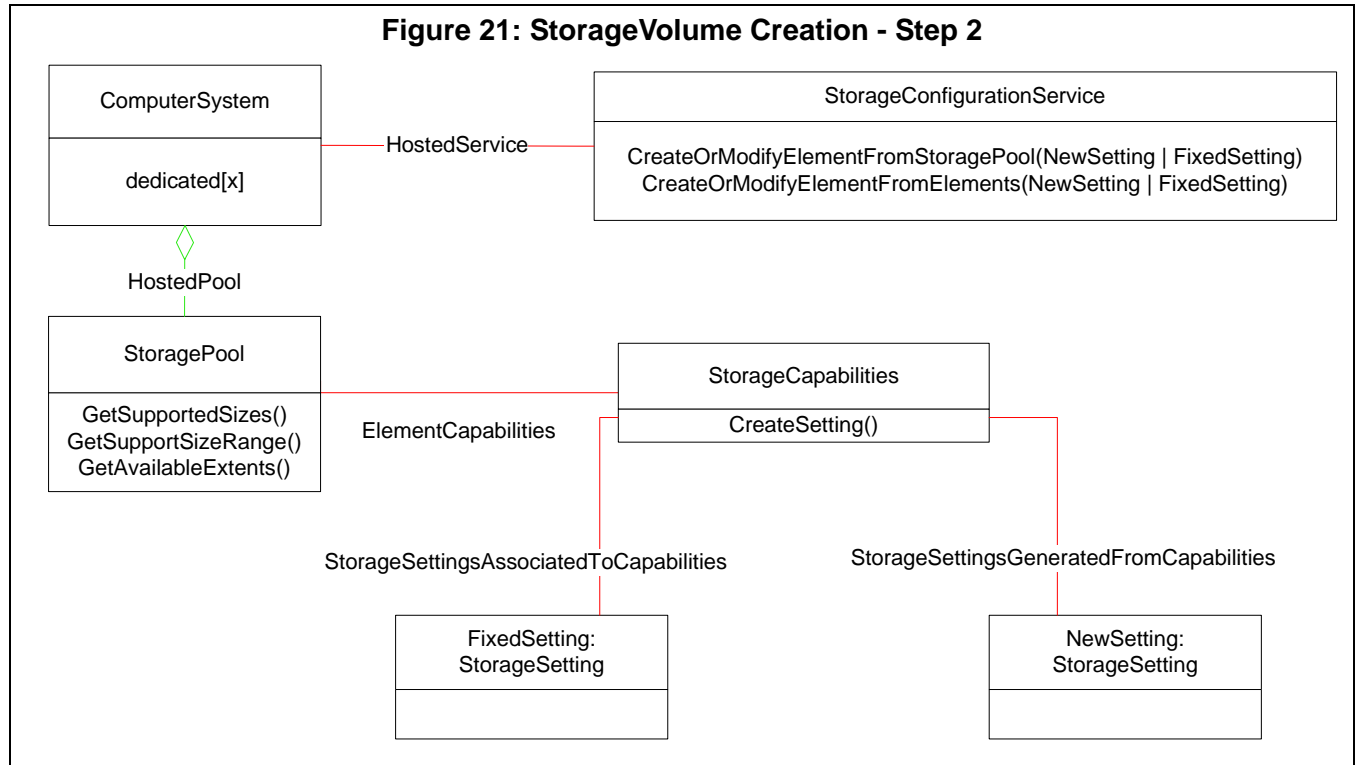 Figure 21: StorageVolume Creation - Step 2
ComputerSystem
dedicated[x]
HostedService
StorageConfigurationService
CreateOrModifyElementFromStoragePool(NewSetting | FixedSetting)
CreateOrModifyElementFromElements(NewSetting | FixedSetting)
HostedPool
StoragePool
GetSupportedSizes()
GetSupportSizeRange()
GetAvailableExtents()
ElementCapabilities
StorageCapabilities
CreateSetting()
StorageSettingsAssociatedToCapabilities
StorageSettingsGeneratedFromCapabilities
FixedSetting:
StorageSetting
NewSetting:
StorageSetting